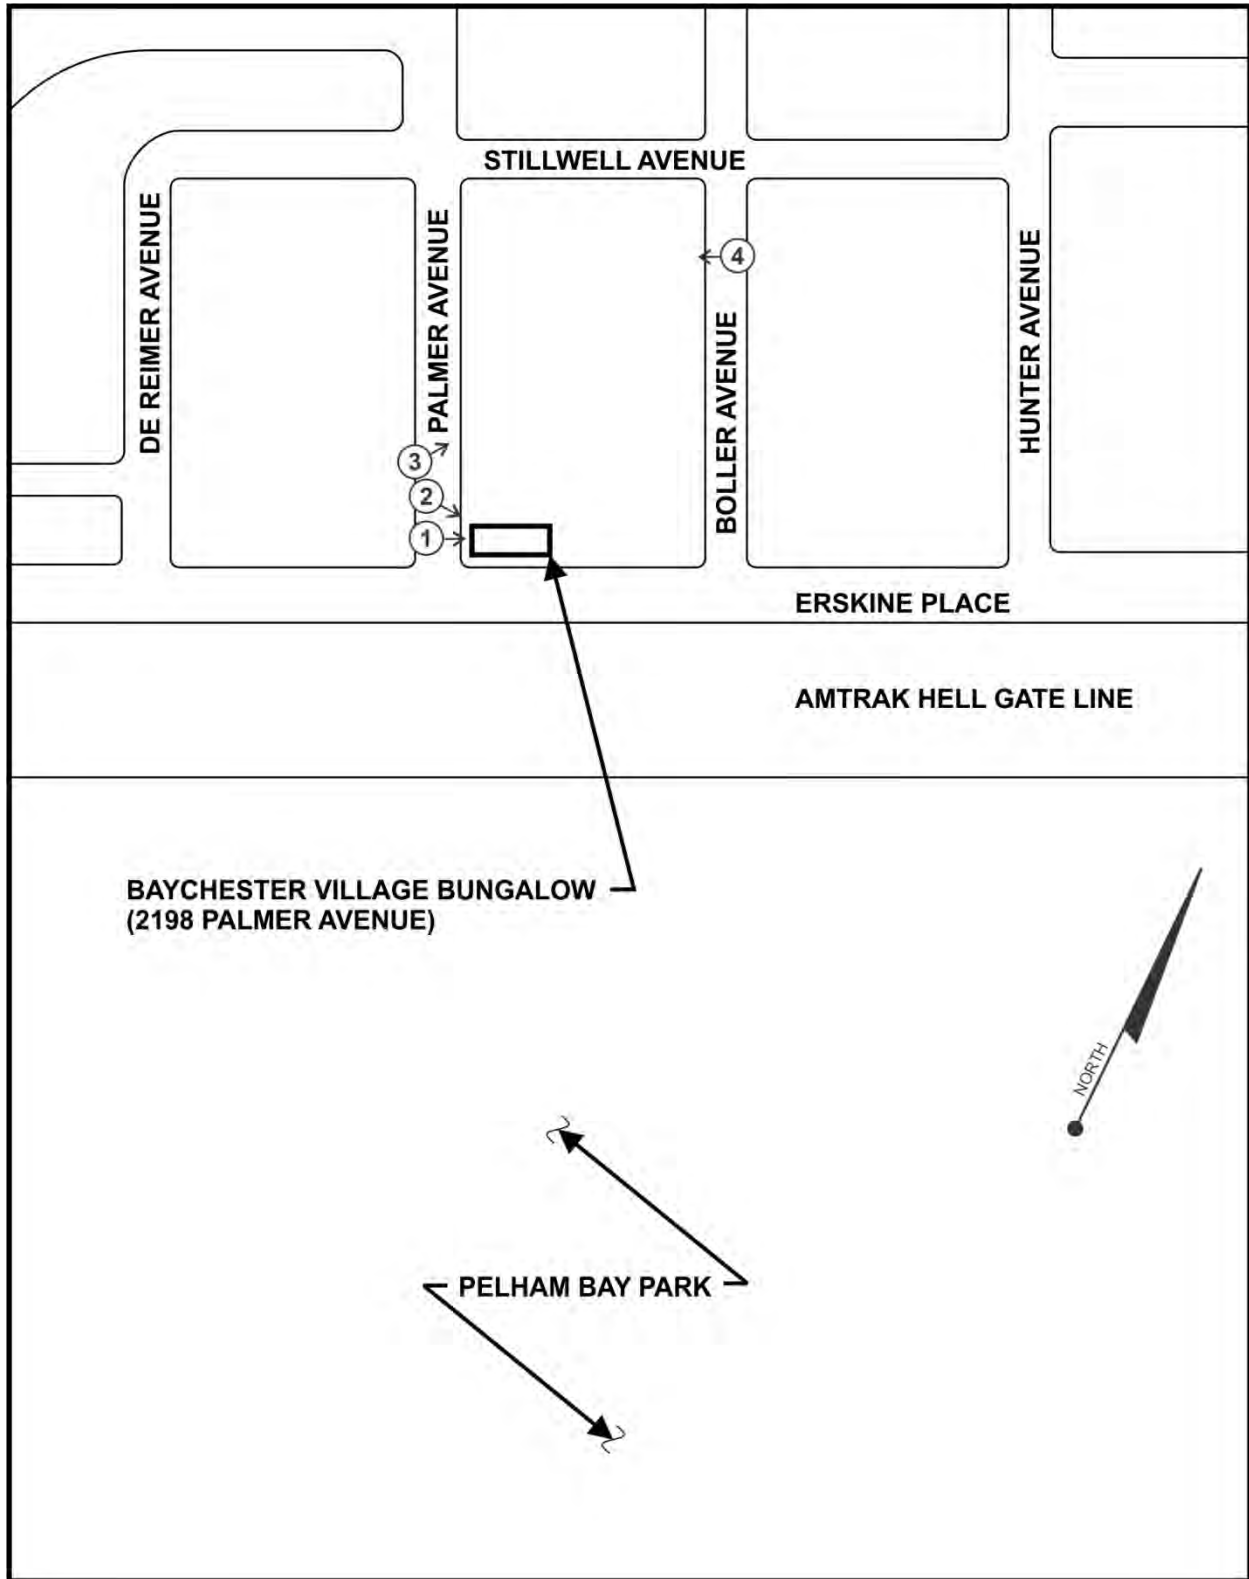 STILLWELL AVENUE
DE REIMER AVENUE
PALMER AVENUE
BOLLER AVENUE
HUNTER AVENUE
4
3
2
1
ERSKINE PLACE
AMTRAK HELL GATE LINE
BAYCHESTER VILLAGE BUNGALOW
(2198 PALMER AVENUE)
NORTH
PELHAM BAY PARK